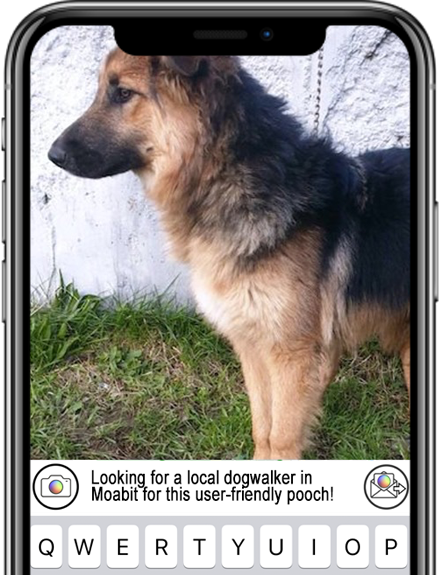 Looking for a local dogwalker in
Moabit for this user-friendly pooch!
Q W E R T Y U I O P